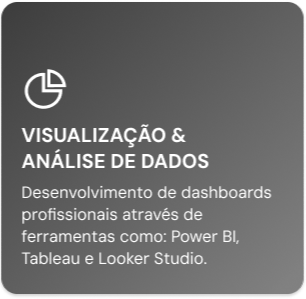 VISUALIZAÇÃO &
ANÁLISE DE DADOS
Desenvolvimento de dashboards
profissionais através de
ferramentas como: Power BI,
Tableau e Looker Studio.